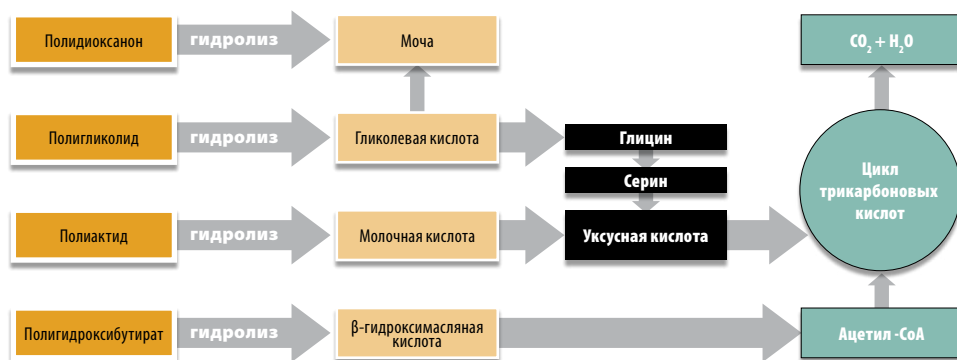 Полидиоксанон
гидролиз
Моча
CO₂ + H₂O
Полигликолид
гидролиз
Гликолевая кислота
Глицин
Серин
Цикл
трикарбоновых
кислот
Полиактид
гидролиз
Молочная кислота
Уксусная кислота
Полигидроксибутират
гидролиз
β-гидроксимасляная
кислота
Ацетил -CoA